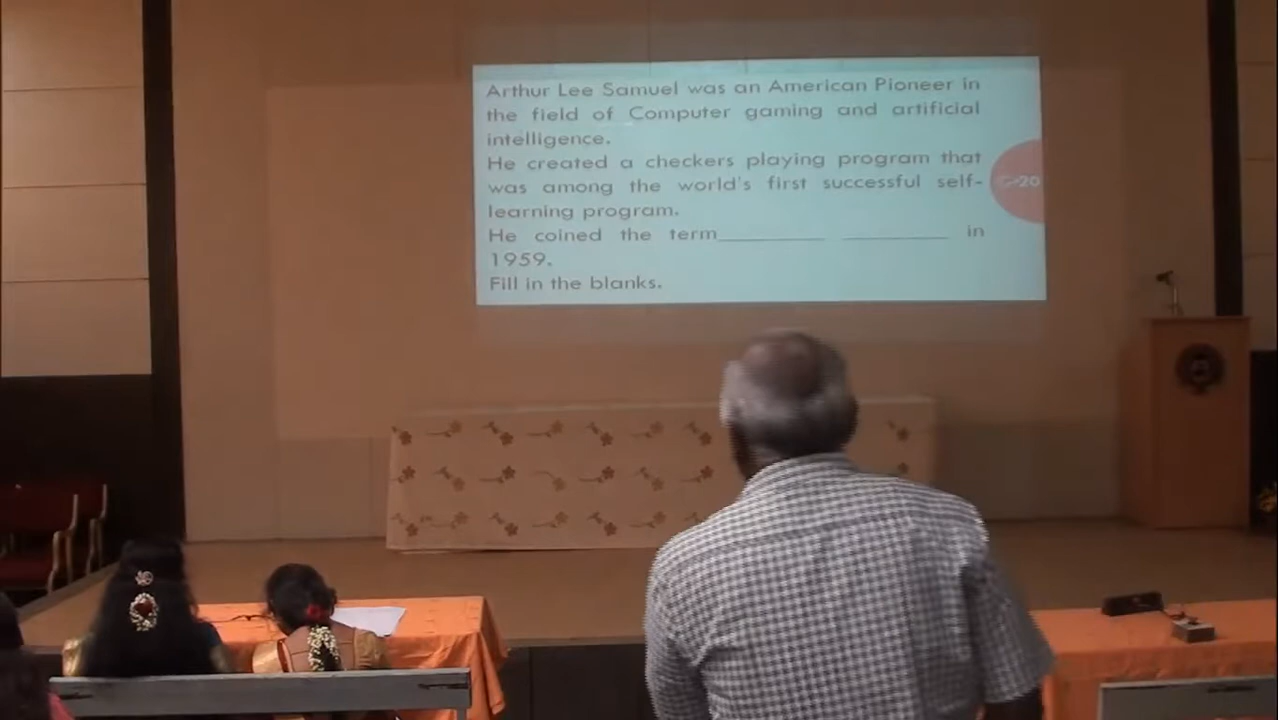 Arthur Lee Samuel was an American Pioneer in
the field of Computer gaming and artificial
intelligence.
He created a checkers playing program that
was among the world's first successful self-
learning program.
He coined the term__________ __________ in
1959.
Fill in the blanks.
-20